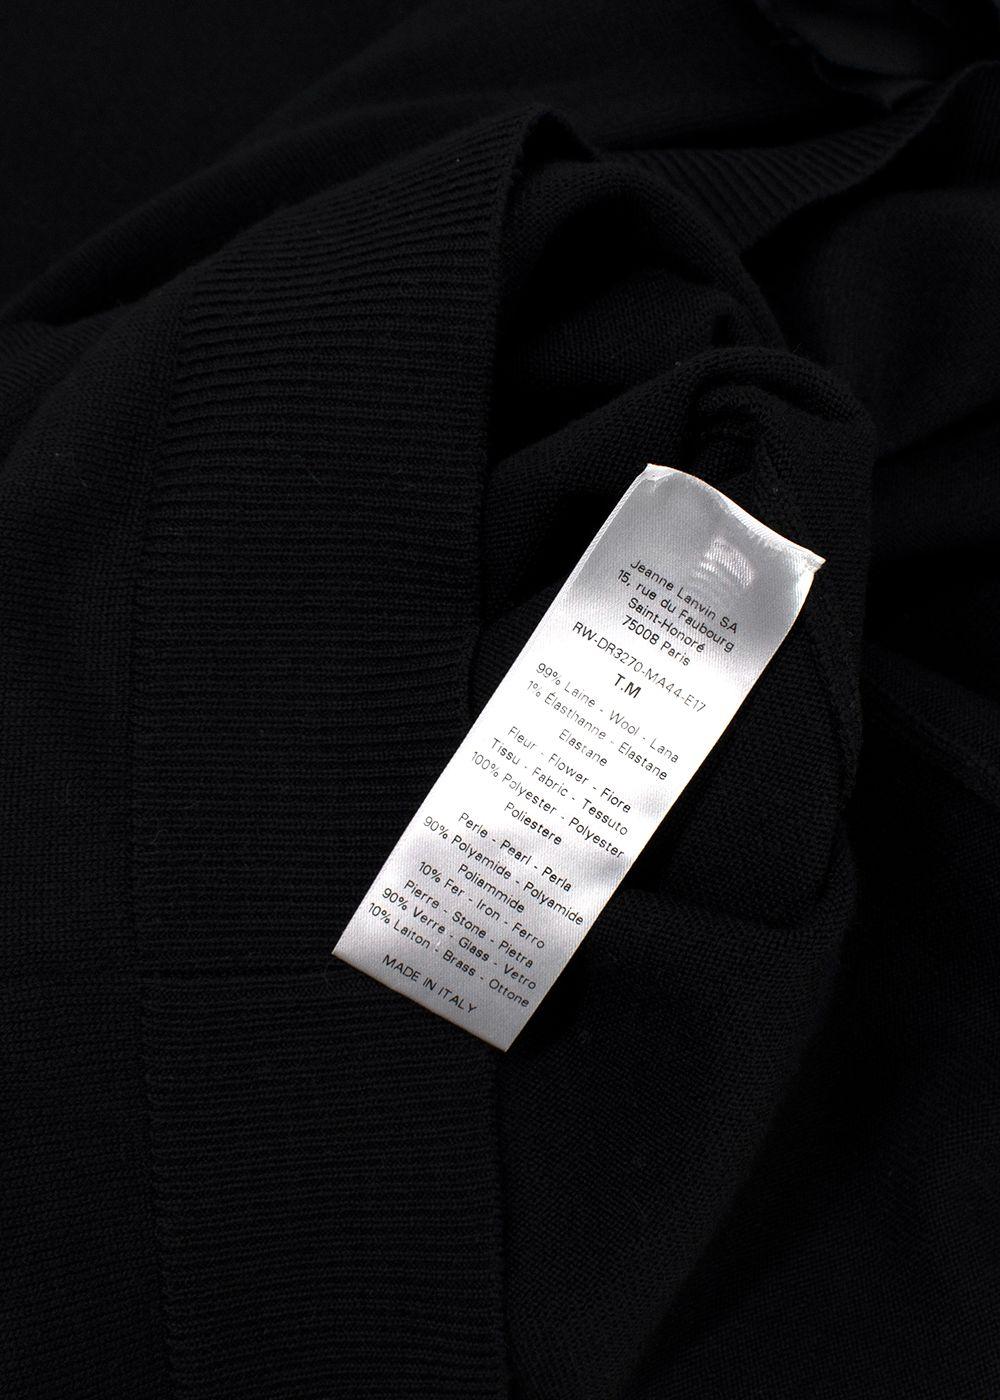 Jeanne Lanvin SA
15, rue du Faubourg
Saint-Honoré
75008 Paris
RW-DR3270-MA44-E17
T.M
99% Laine - Wool - Lana
1% Élasthanne - Elastane
Elastane
Fleur - Flower - Fiore
Tissu - Fabric - Tessuto
100% Polyester - Polyester
Poliestere
Perle - Pearl - Perla
90% Polyamide - Polyamide
Poliammide
10% Fer - Iron - Ferro
Pierre - Stone - Pietra
90% Verre - Glass - Vetro
10% Laiton - Brass - Ottone
MADE IN ITALY